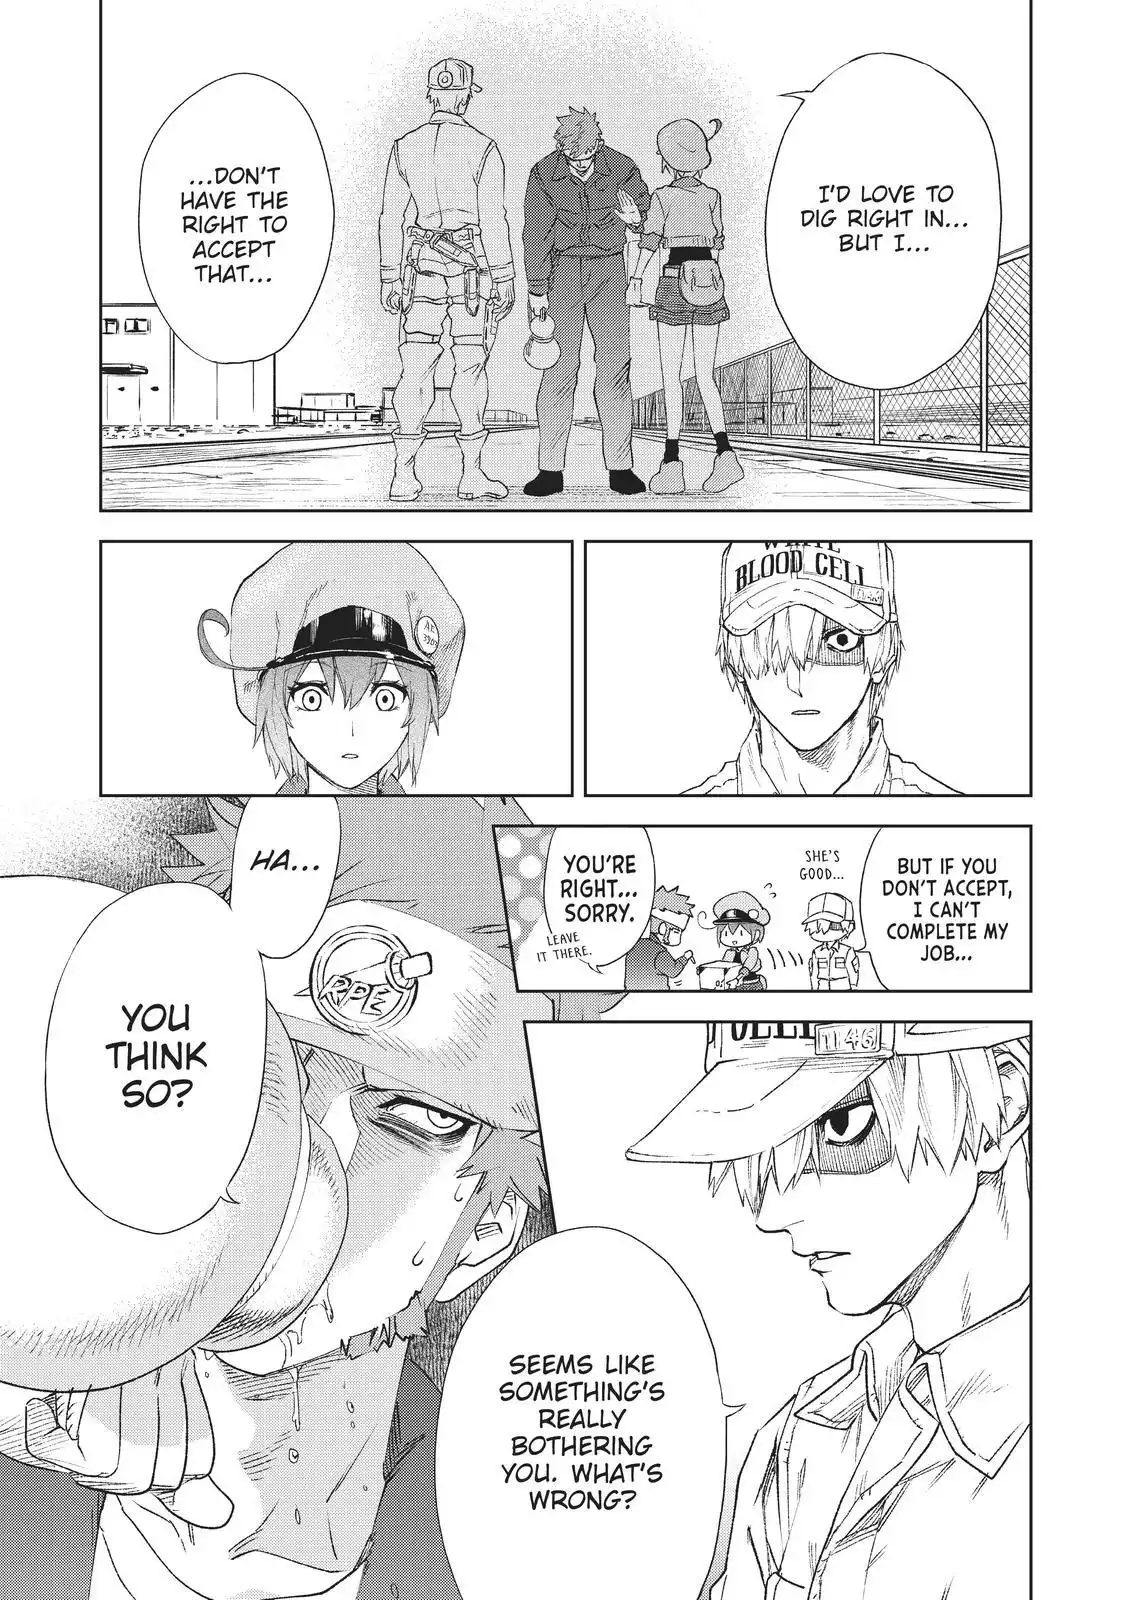 I'D LOVE TO
DIG RIGHT IN...
BUT I...
...DON'T
HAVE THE
RIGHT TO
ACCEPT
THAT...
WHITE
BLOOD CELL
BUT IF YOU
DON'T ACCEPT,
I CAN'T
COMPLETE MY
JOB...
SHE'S
GOOD...
YOU'RE
RIGHT...
SORRY.
LEAVE
IT THERE.
CELL
1146
SEEMS LIKE
SOMETHING'S
REALLY
BOTHERING
YOU. WHAT'S
WRONG?
HA...
RPE
YOU
THINK
SO?